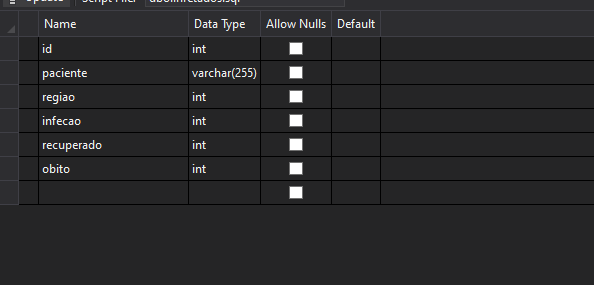 Name Data Type Allow Nulls Default
id int
paciente varchar(255)
regiao int
infecao int
recuperado int
obito int